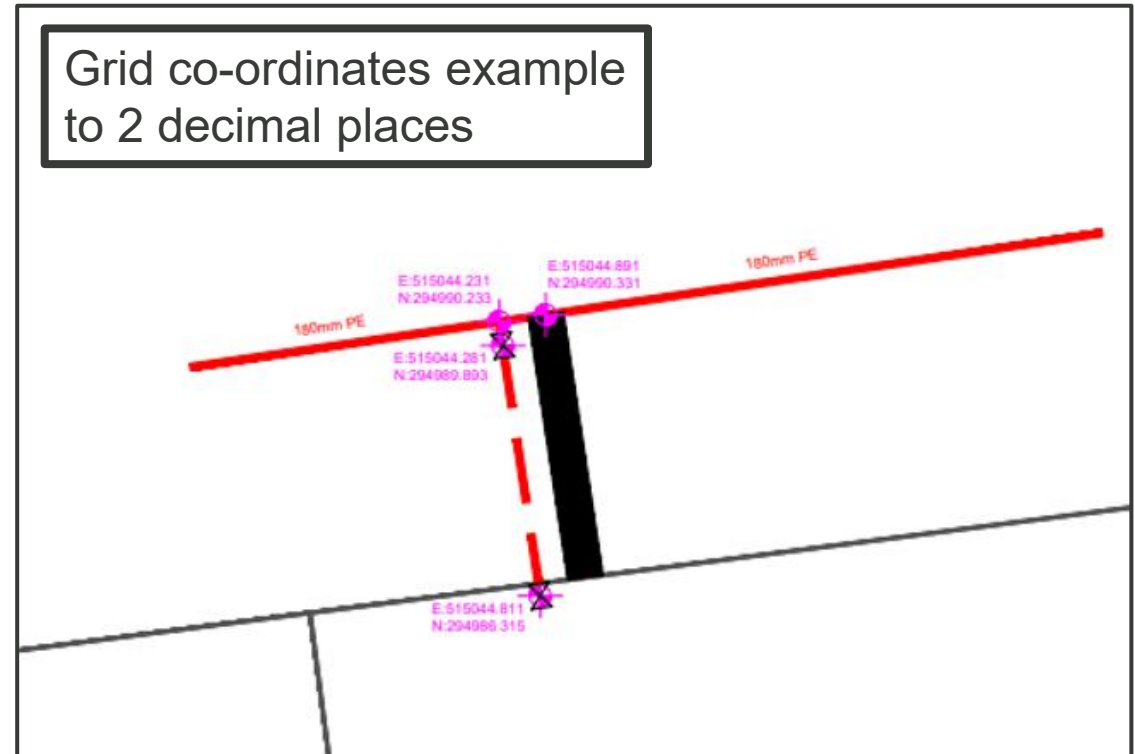 Grid co-ordinates example
to 2 decimal places
180mm PE
E:515044.891
N:294990.331
E:515044.231
N:294990.233
180mm PE
E:515044.281
N:294989.893
E:515044.811
N:294986.315